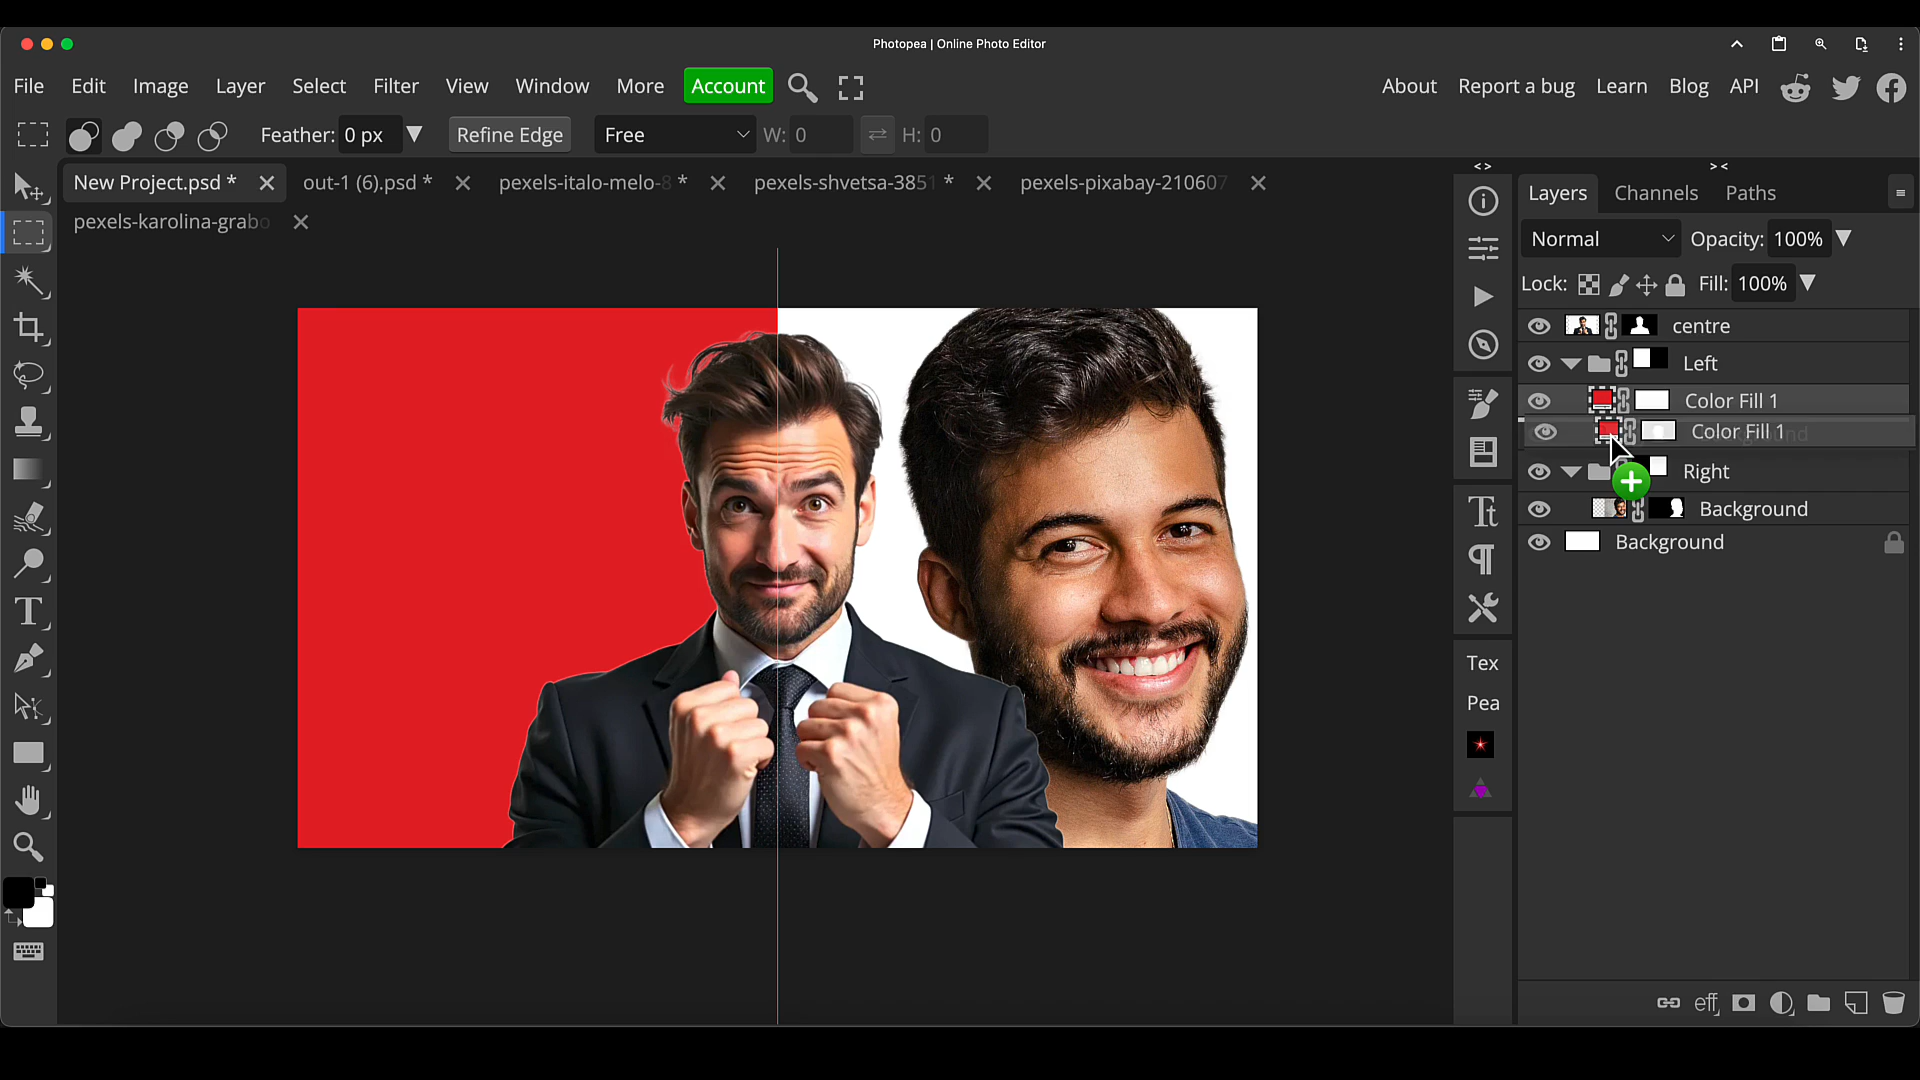 Photopea | Online Photo Editor
File Edit Image Layer Select Filter View Window More Account About Report a bug Learn Blog API
Feather: 0 px Refine Edge Free W: 0 H: 0
New Project.psd * out-1 (6).psd * pexels-italo-melo-8 * pexels-shvetsa-3851 * pexels-pixabay-210607
pexels-karolina-grabo
Layers Channels Paths
Normal Opacity: 100%
Lock: Fill: 100%
centre
Left
Color Fill 1
Color Fill 1
Right
Background
Background
Tex
Pea
eff